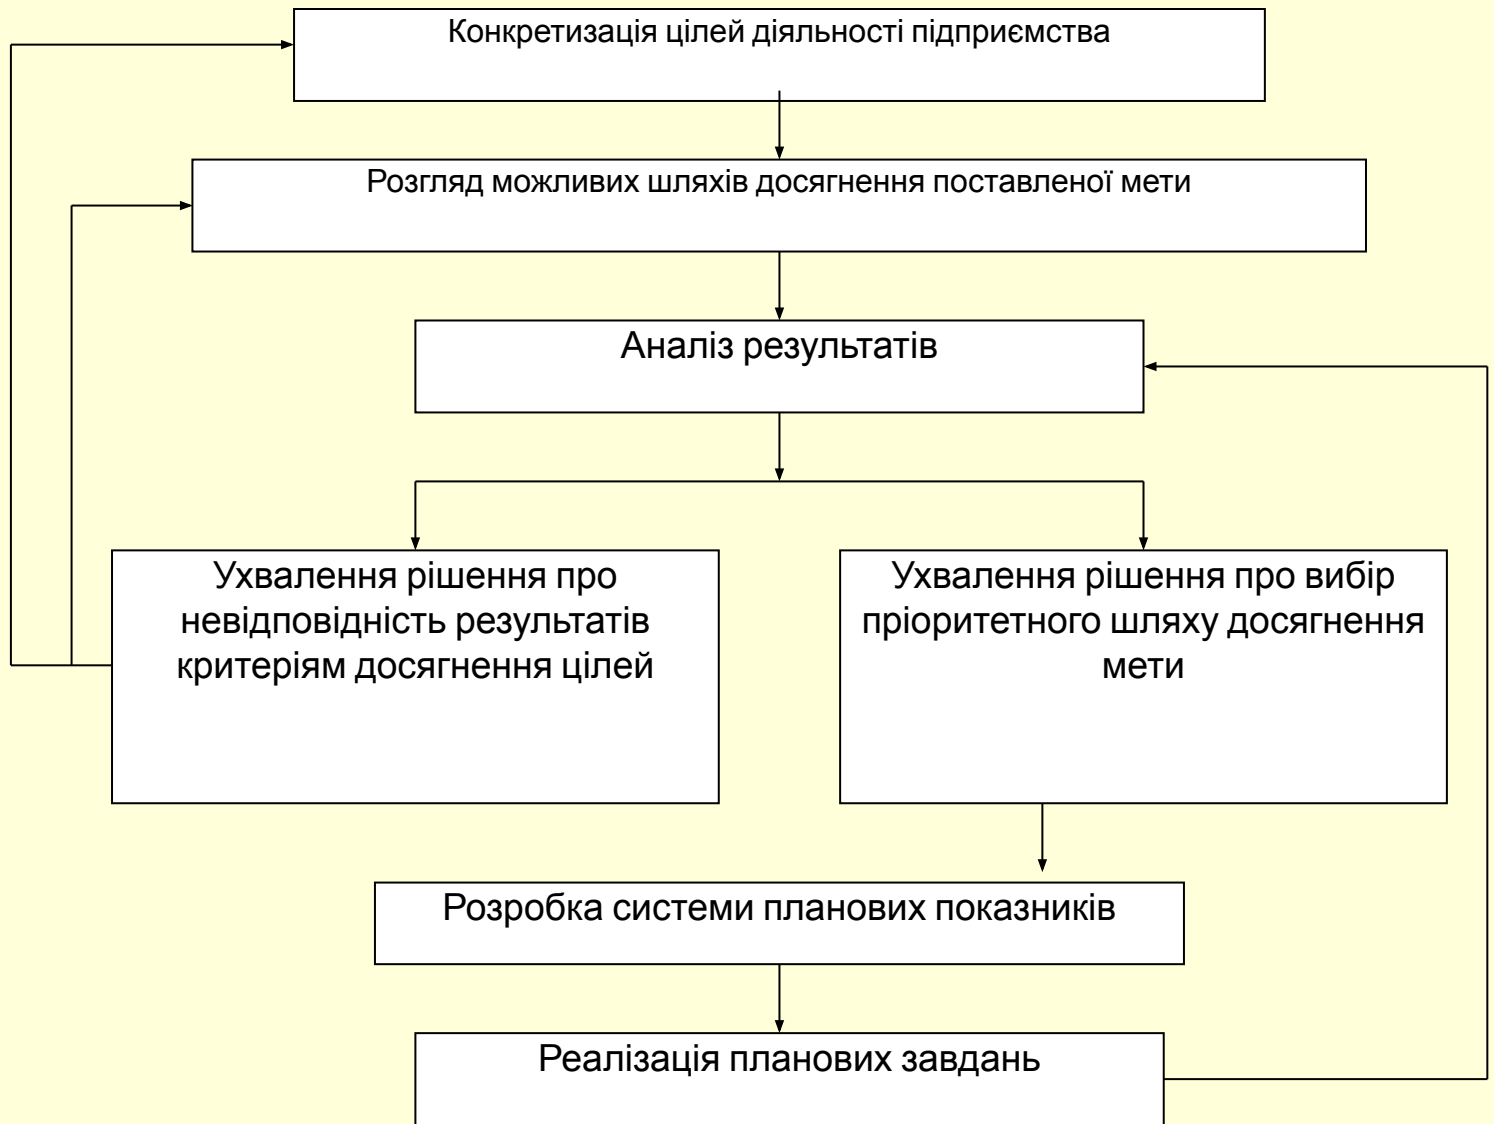 Конкретизація цілей діяльності підприємства
Розгляд можливих шляхів досягнення поставленої мети
Аналіз результатів
Ухвалення рішення про
невідповідність результатів
критеріям досягнення цілей
Ухвалення рішення про вибір
пріоритетного шляху досягнення
мети
Розробка системи планових показників
Реалізація планових завдань